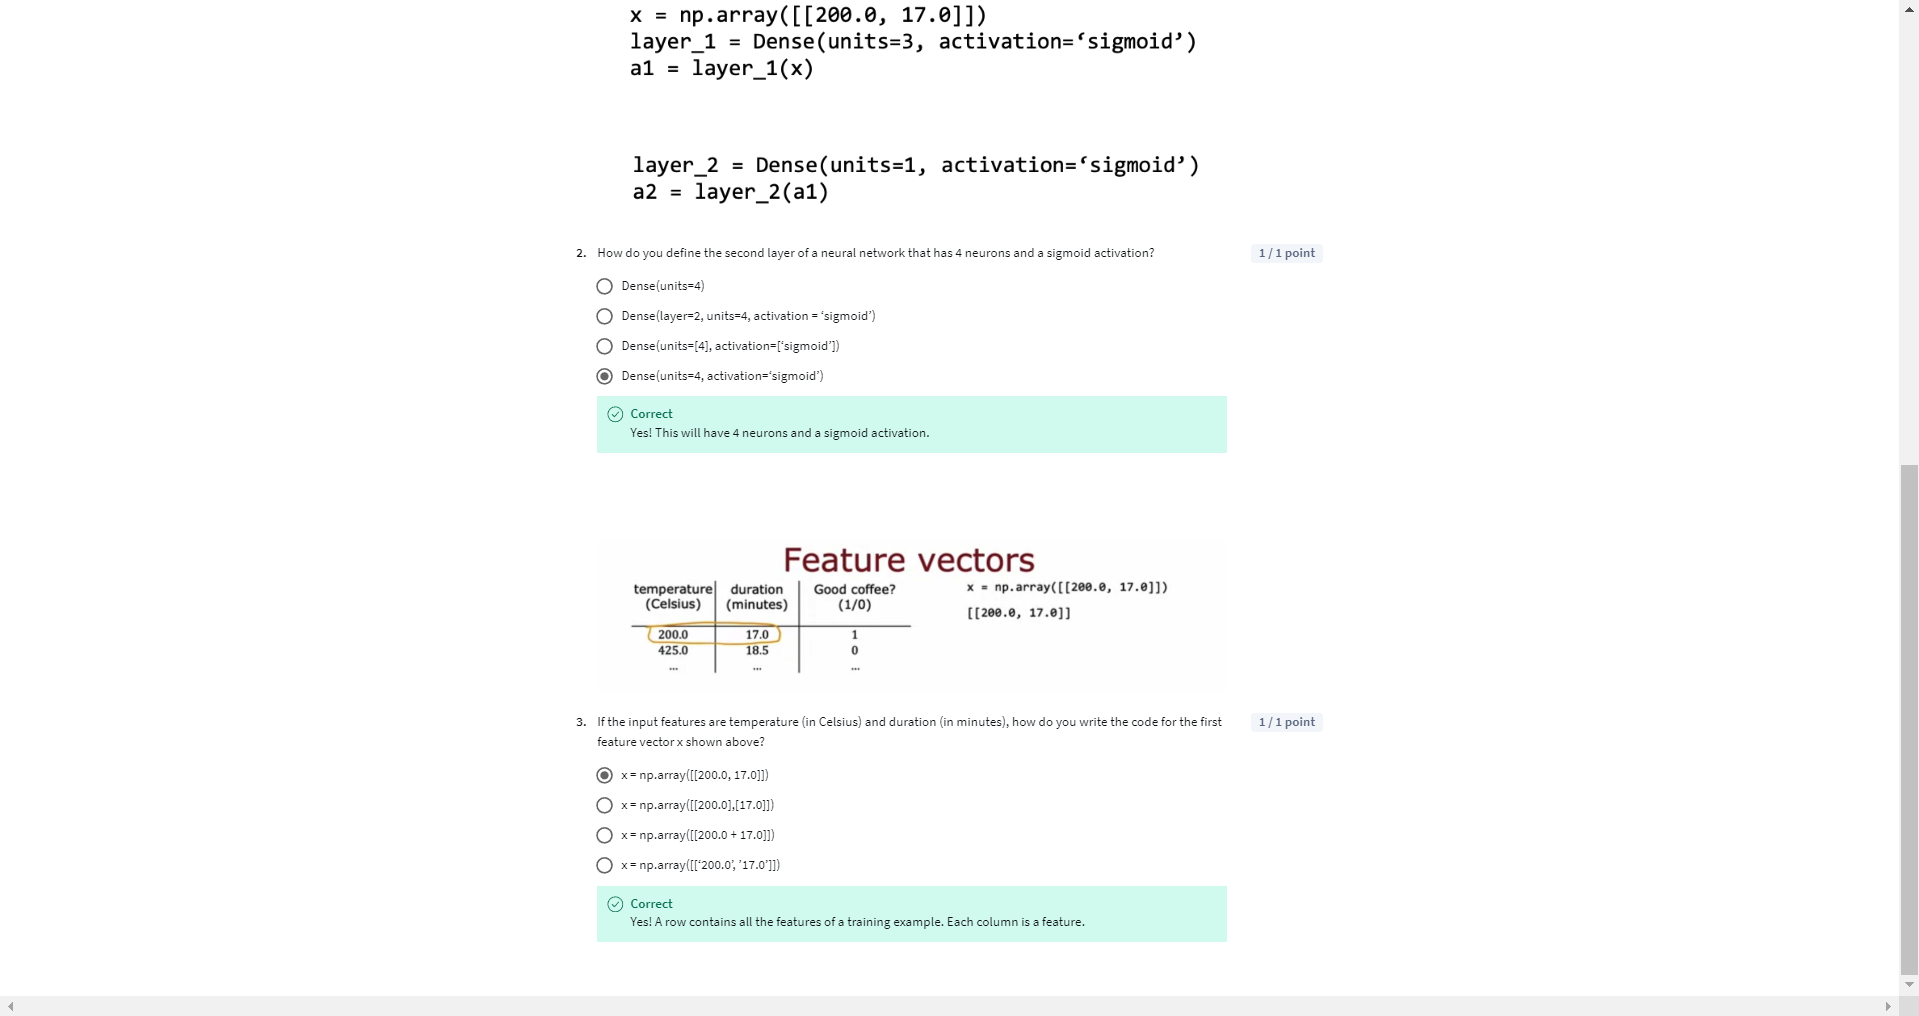 x = np.array([[200.0, 17.0]])
layer_1 = Dense(units=3, activation=‘sigmoid’)
a1 = layer_1(x)
layer_2 = Dense(units=1, activation=‘sigmoid’)
a2 = layer_2(a1)
2. How do you define the second layer of a neural network that has 4 neurons and a sigmoid activation?
1 / 1 point
Dense(units=4)
Dense(layer=2, units=4, activation = ‘sigmoid’)
Dense(units=[4], activation=[‘sigmoid’])
Dense(units=4, activation=‘sigmoid’)
Correct
Yes! This will have 4 neurons and a sigmoid activation.
Feature vectors
temperature duration Good coffee? x = np.array([[200.0, 17.0]])
(Celsius) (minutes) (1/0)
[[200.0, 17.0]]
200.0 17.0 1
425.0 18.5 0
... ... ...
3. If the input features are temperature (in Celsius) and duration (in minutes), how do you write the code for the first
1 / 1 point
feature vector x shown above?
x = np.array([[200.0, 17.0]])
x = np.array([[200.0],[17.0]])
x = np.array([[200.0 + 17.0]])
x = np.array([[‘200.0’, ’17.0’]])
Correct
Yes! A row contains all the features of a training example. Each column is a feature.